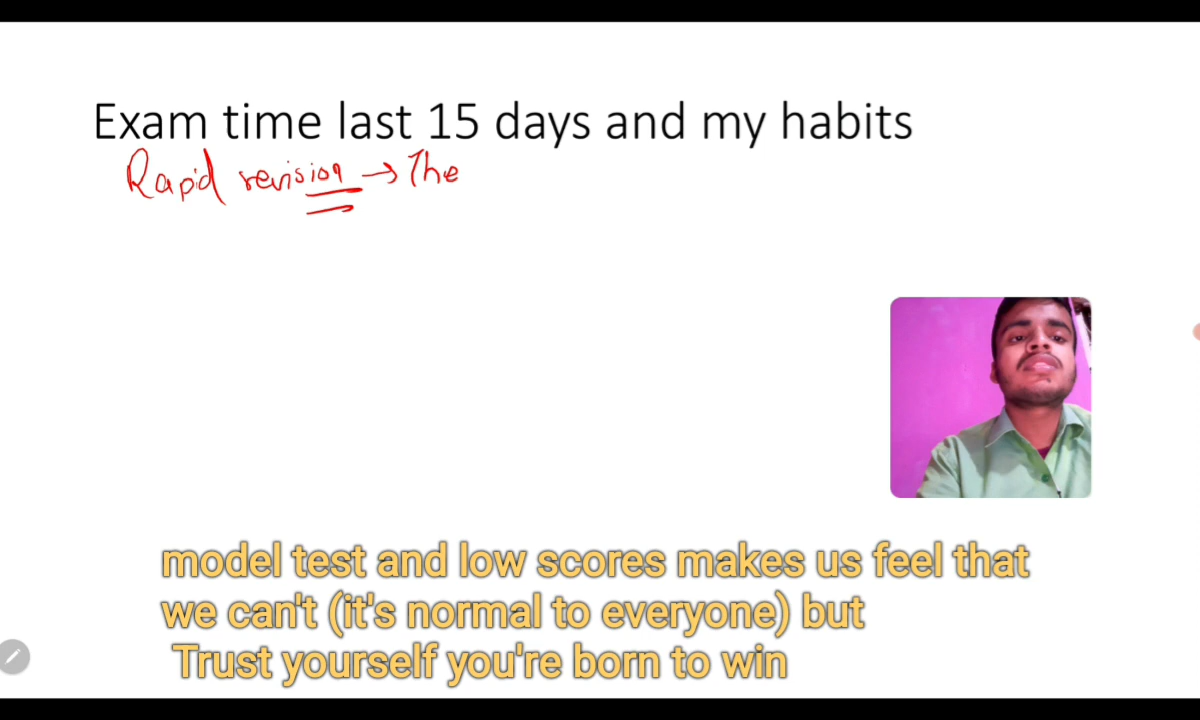 Exam time last 15 days and my habits
Rapid revision → The
model test and low scores makes us feel that
we can't (it's normal to everyone) but
Trust yourself you're born to win